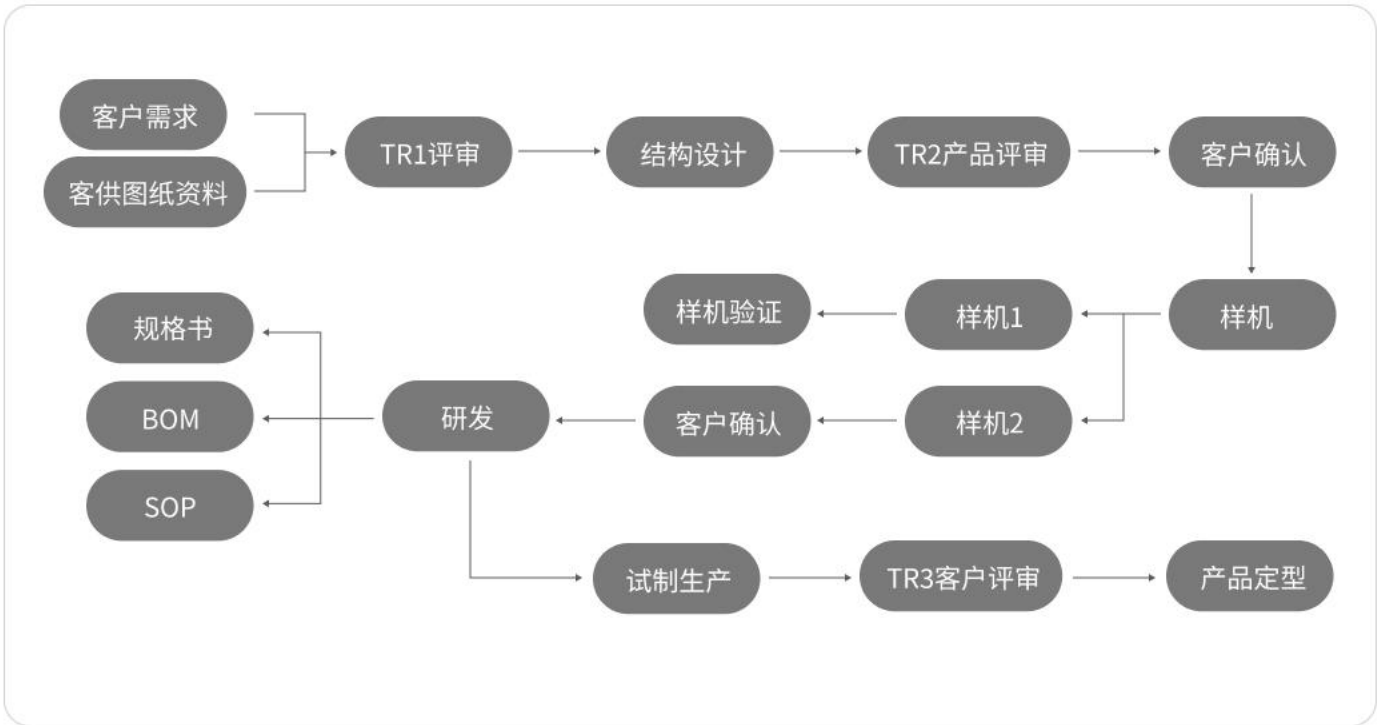 客户需求
客供图纸资料
TR1评审
结构设计
TR2产品评审
客户确认
样机
样机1
样机验证
样机2
客户确认
研发
规格书
BOM
SOP
试制生产
TR3客户评审
产品定型